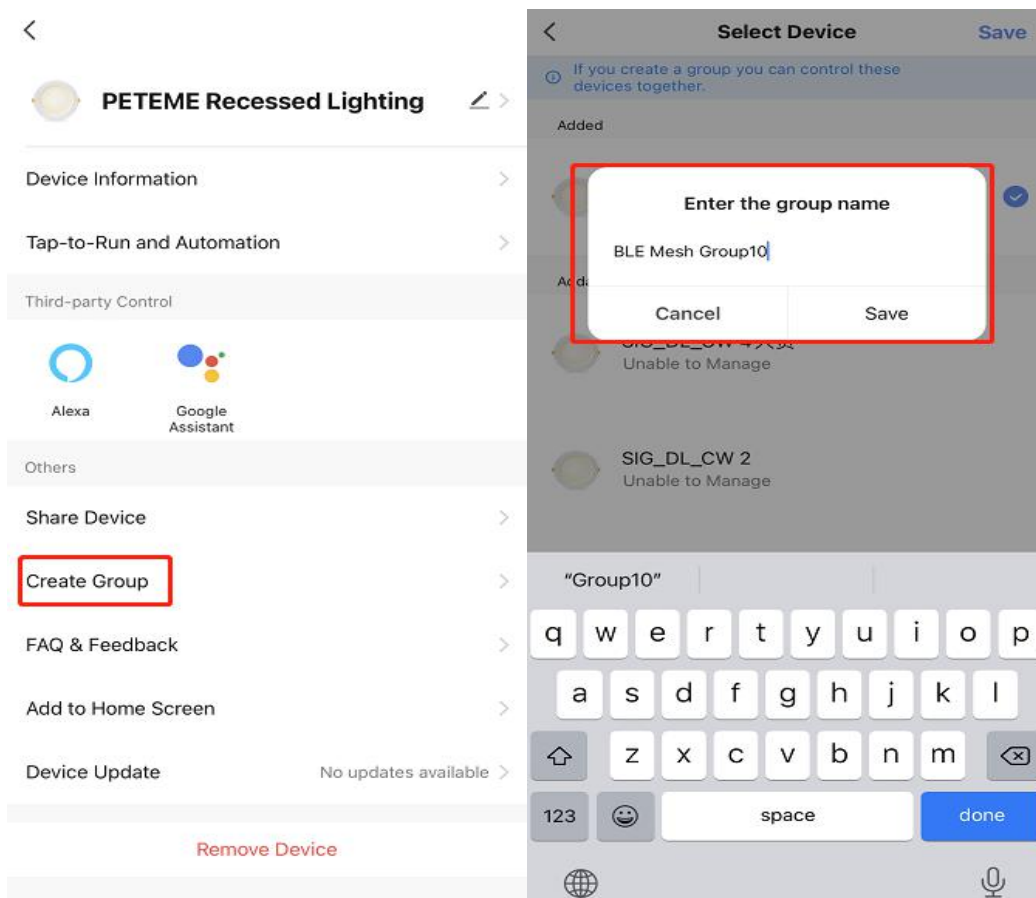 PETEME Recessed Lighting
Device Information
Tap-to-Run and Automation
Third-party Control
Alexa
Google
Assistant
Others
Share Device
Create Group
FAQ & Feedback
Add to Home Screen
Device Update
No updates available
Remove Device
Select Device
Save
If you create a group you can control these
devices together.
Added
Enter the group name
BLE Mesh Group10
Cancel
Save
Unable to Manage
SIG_DL_CW 2
Unable to Manage
"Group10"
q w e r t y u i o p
a s d f g h j k l
z x c v b n m
123
space
done